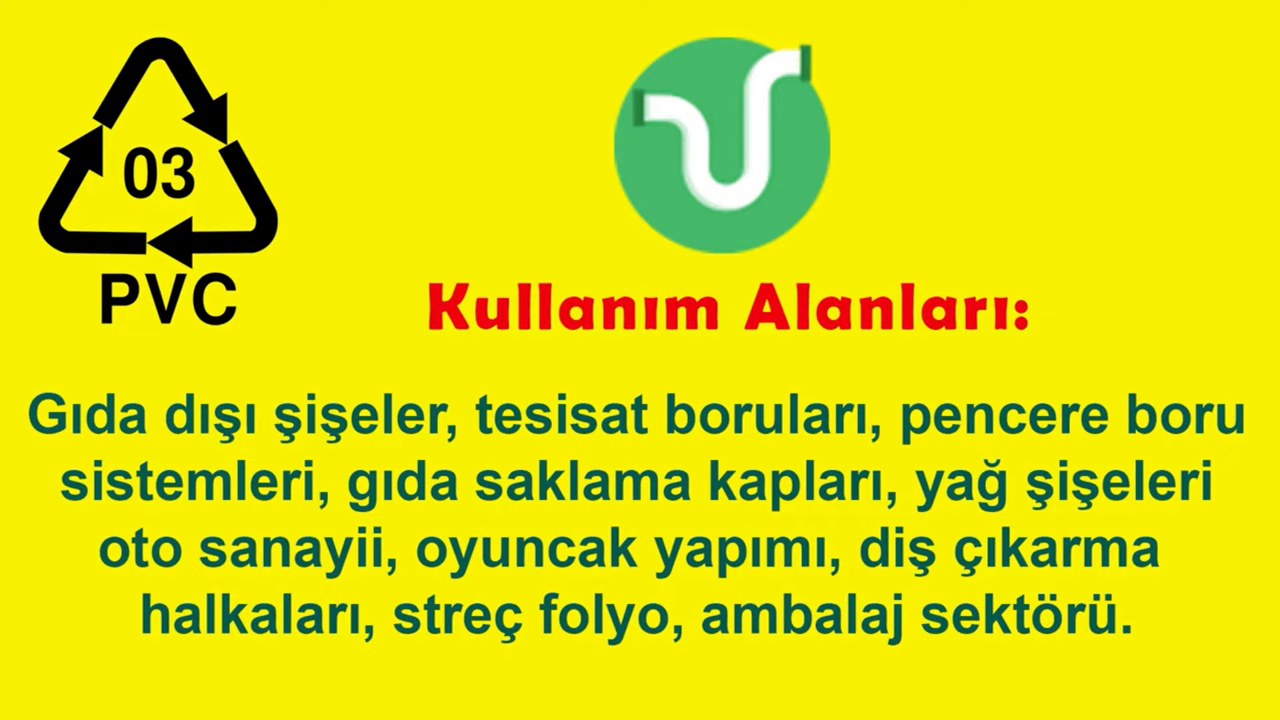 03
PVC
Kullanım Alanları:
Gıda dışı şişeler, tesisat boruları, pencere boru
sistemleri, gıda saklama kapları, yağ şişeleri
oto sanayii, oyuncak yapımı, diş çıkarma
halkaları, streç folyo, ambalaj sektörü.